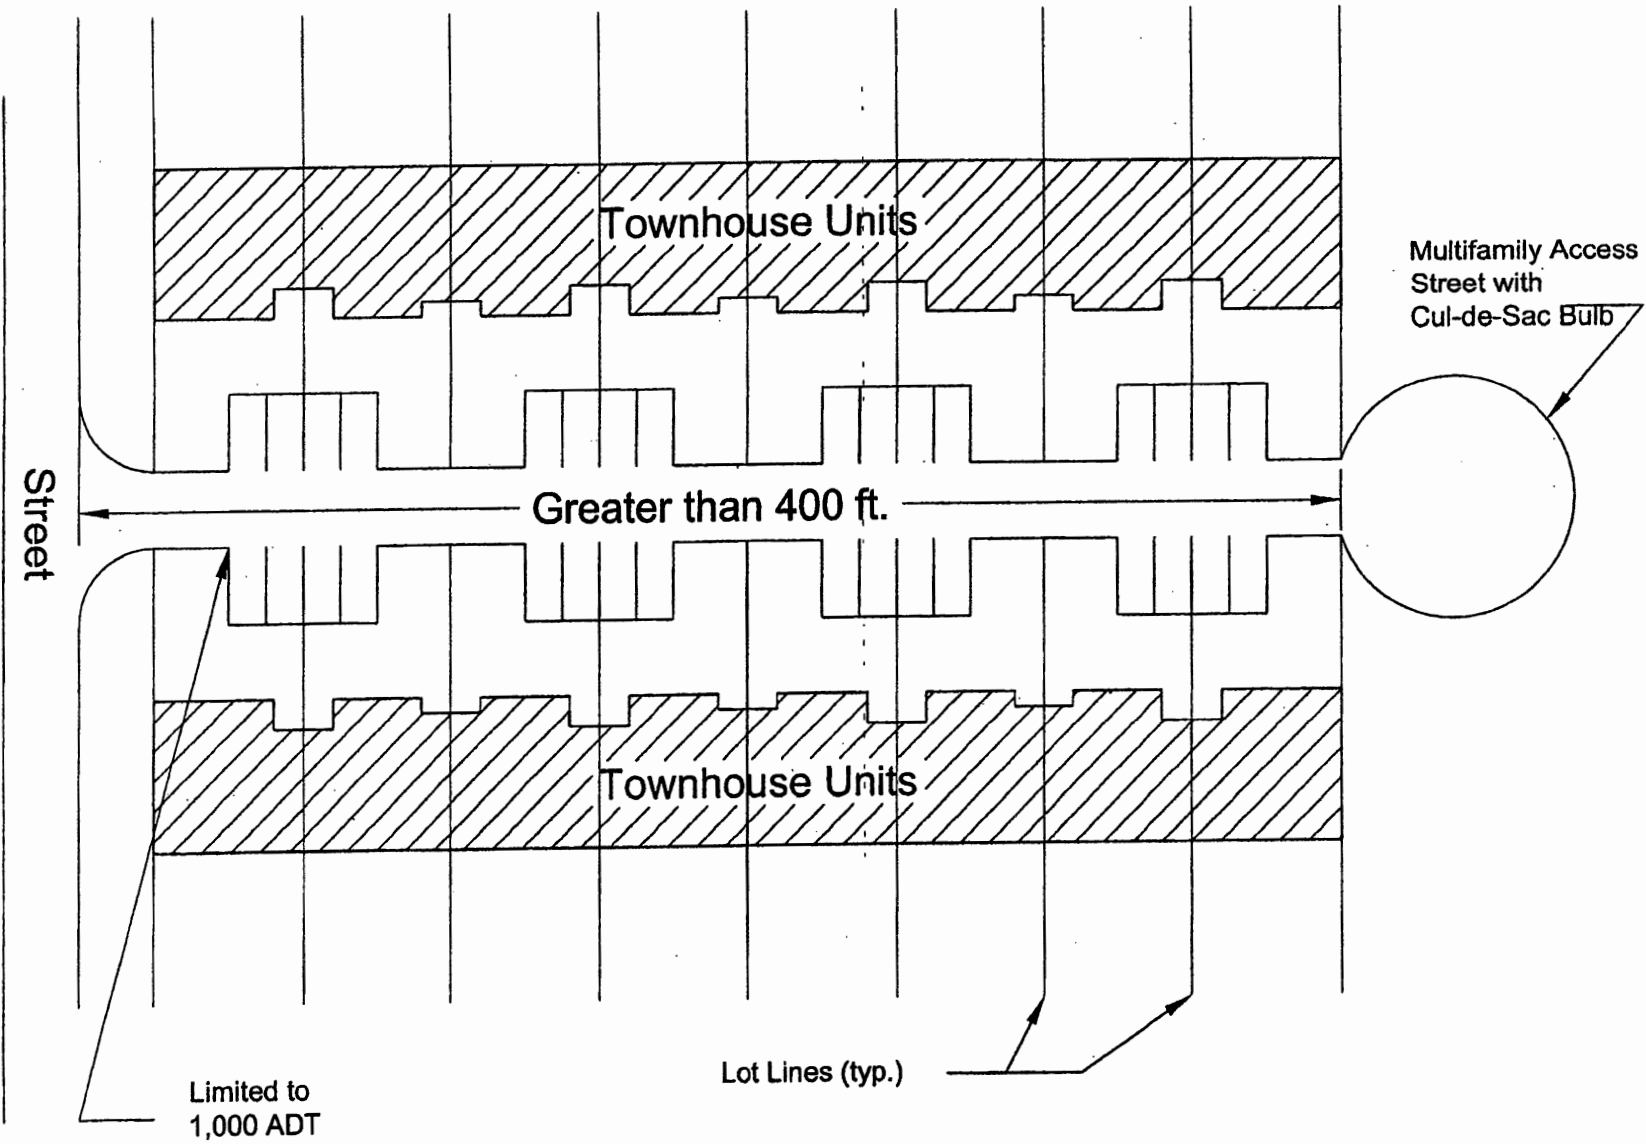 Townhouse Units
Multifamily Access
Street with
Cul-de-Sac Bulb
Street
Greater than 400 ft.
Townhouse Units
Lot Lines (typ.)
Limited to
1,000 ADT